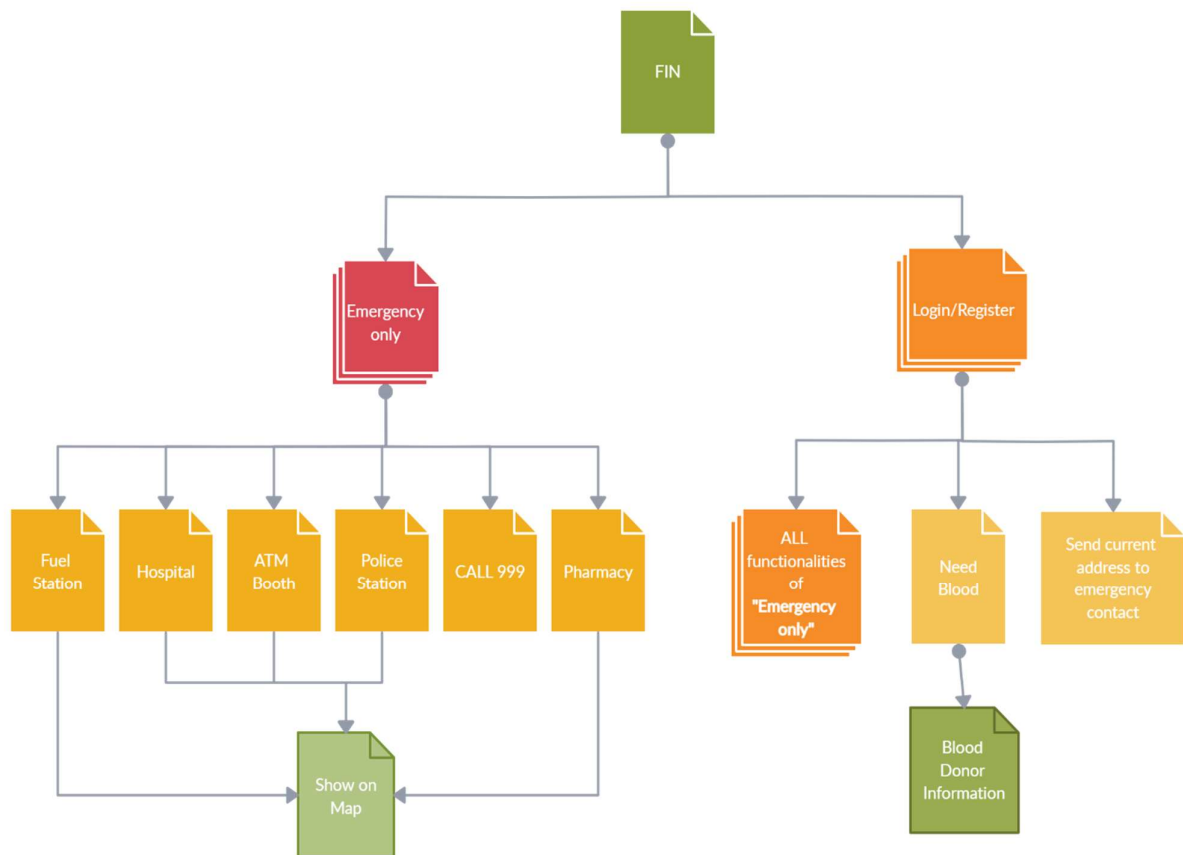 FIN
Emergency
only
Login/Register
Fuel
Station
Hospital
ATM
Booth
Police
Station
CALL 999
Pharmacy
ALL
functionalities
of
"Emergency
only"
Need
Blood
Send current
address to
emergency
contact
Show on
Map
Blood
Donor
Information